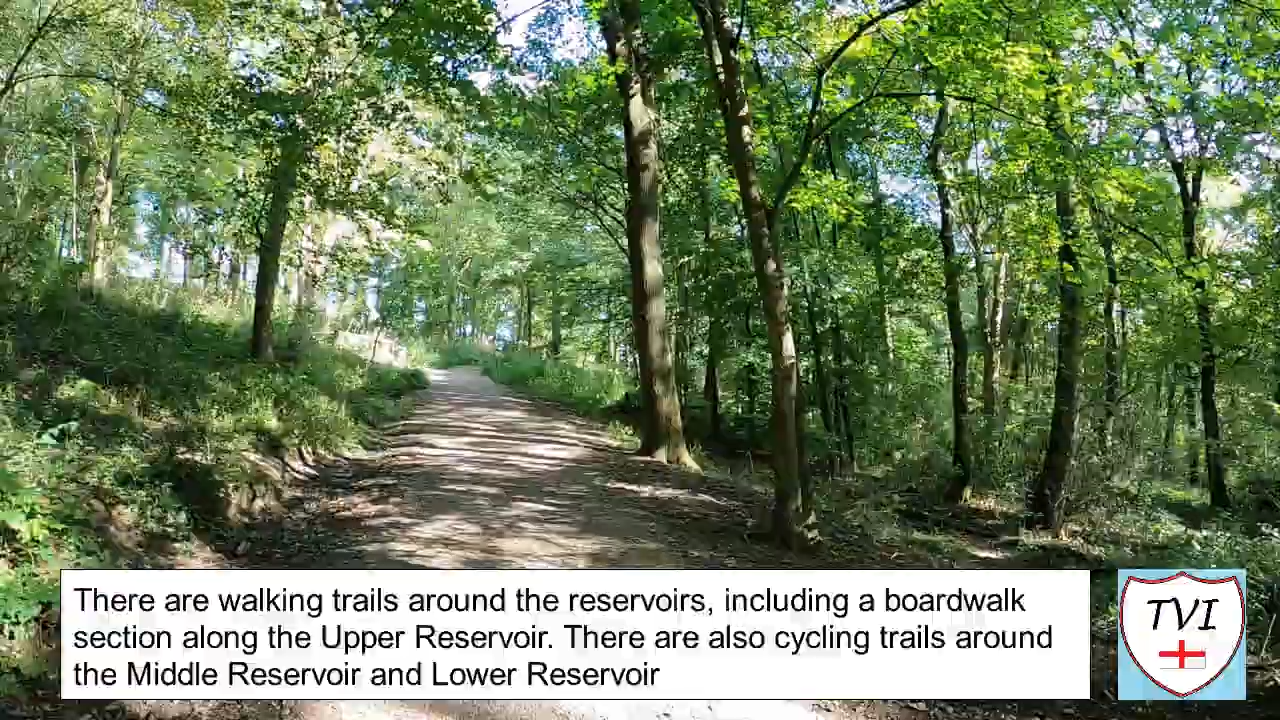 There are walking trails around the reservoirs, including a boardwalk
section along the Upper Reservoir. There are also cycling trails around
the Middle Reservoir and Lower Reservoir
TVI